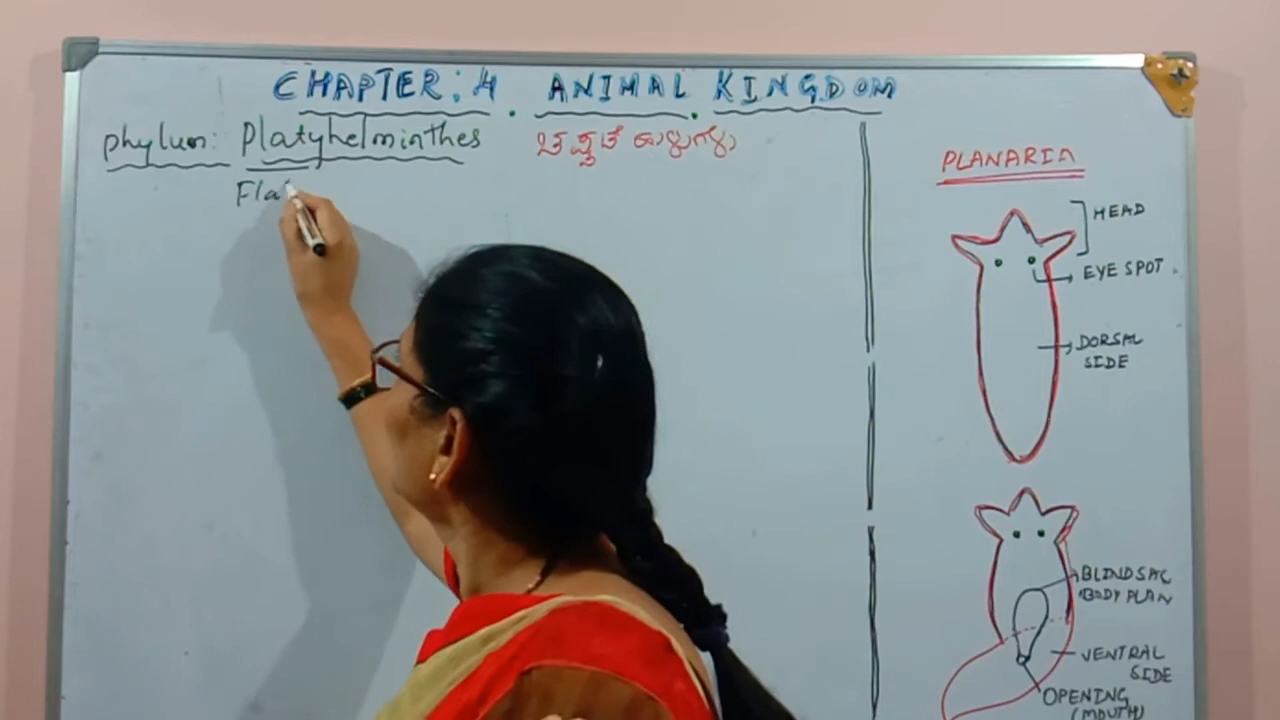 CHAPTER: 4. ANIMAL. KINGDOM
phylum: Platyhelminthes ಚಪ್ಪಟೆ ಹುಳುಗಳು
Fla
PLANARIA
HEAD
EYE SPOT
DORSAL
SIDE
BLIND SAC
BODY PLAN
VENTRAL
SIDE
OPENING
(MOUTH)